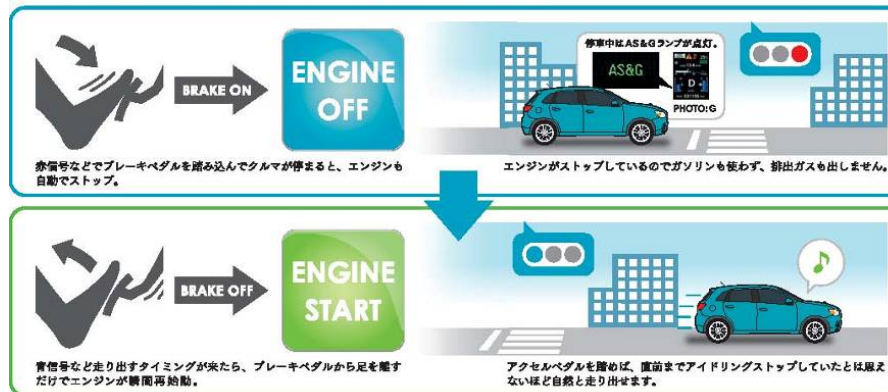 BRAKE ON
ENGINE
OFF
停車中はAS&Gランプが点灯。
AS&G
D
PHOTO:G
赤信号などでブレーキペダルを踏み込んでクルマが停まると、エンジンも
自動でストップ。
エンジンがストップしているのでガソリンも使わず、排出ガスも出しません。
BRAKE OFF
ENGINE
START
青信号など走り出すタイミングが来たら、ブレーキペダルから足を離す
だけでエンジンが瞬間再始動。
アクセルペダルを踏めば、直前までアイドリングストップしていたとは思え
ないほど自然と走り出せます。